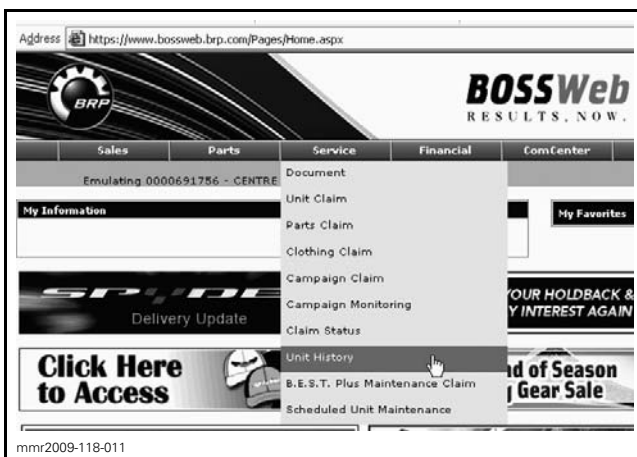 Address https://www.bossweb.brp.com/Pages/Home.aspx
BRP
BOSSWeb
RESULTS, NOW.
Sales Parts Service Financial ComCenter
Emulating 0000691756 - CENTRE
Document
Unit Claim
Parts Claim
Clothing Claim
Campaign Claim
Campaign Monitoring
Claim Status
Unit History
B.E.S.T. Plus Maintenance Claim
Scheduled Unit Maintenance
My Information
My Favorites
Delivery Update
OUR HOLDBACK &
Y INTEREST AGAIN
Click Here
to Access
nd of Season
Gear Sale
mmr2009-118-011